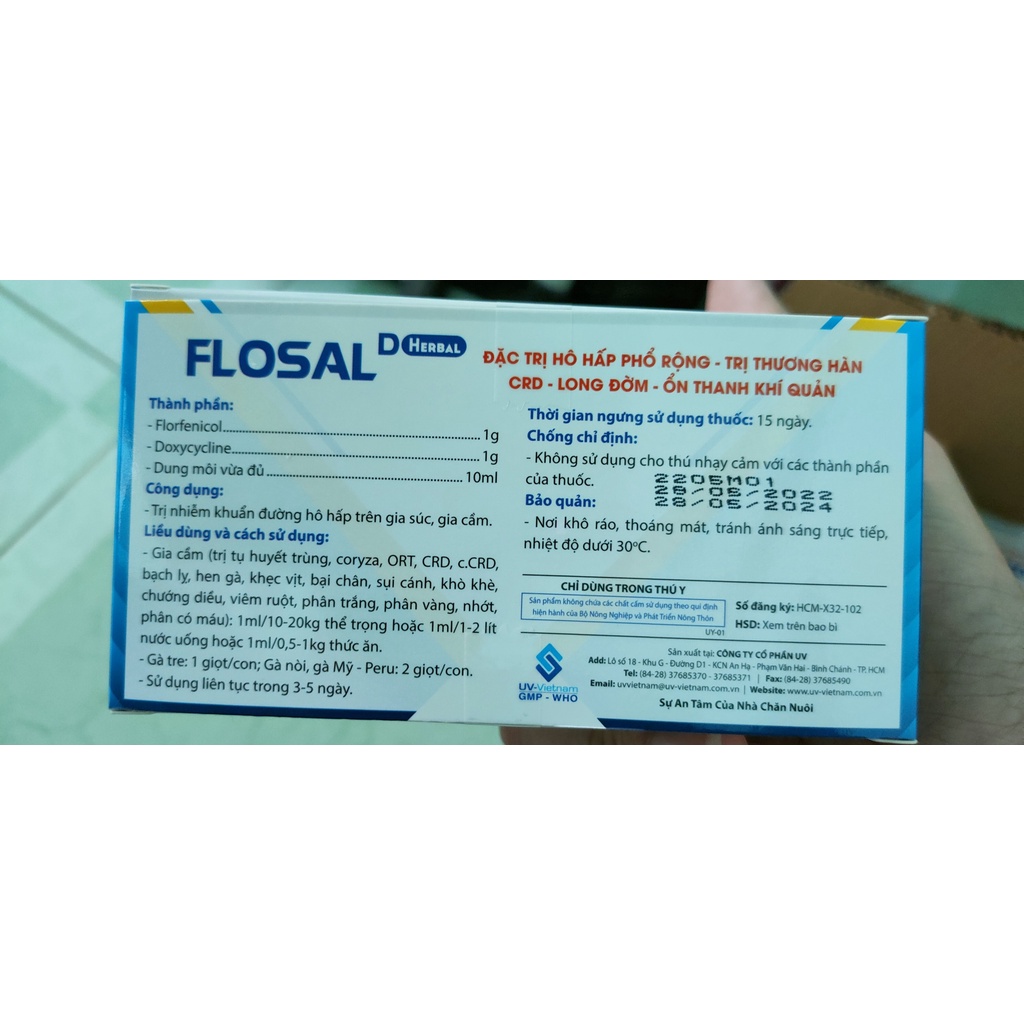 FLOSAL D HERBAL
ĐẶC TRỊ HÔ HẤP PHỔ RỘNG - TRỊ THƯƠNG HÀN
CRD - LONG ĐỜM - ỔN THANH KHÍ QUẢN
Thành phần:
- Florfenicol........................................................ 1g
- Doxycycline....................................................... 1g
- Dung môi vừa đủ............................................ 10ml
Công dụng:
- Trị nhiễm khuẩn đường hô hấp trên gia súc, gia cầm.
Liều dùng và cách sử dụng:
- Gia cầm (trị tụ huyết trùng, coryza, ORT, CRD, c.CRD,
bạch lỵ, hen gà, khẹc vịt, bại chân, sụi cánh, khò khè,
chướng diều, viêm ruột, phân trắng, phân vàng, nhớt,
phân có máu): 1ml/10-20kg thể trọng hoặc 1ml/1-2 lít
nước uống hoặc 1ml/0,5-1kg thức ăn.
- Gà tre: 1 giọt/con; Gà nòi, gà Mỹ - Peru: 2 giọt/con.
- Sử dụng liên tục trong 3-5 ngày.
Thời gian ngưng sử dụng thuốc: 15 ngày.
Chống chỉ định:
- Không sử dụng cho thú nhạy cảm với các thành phần
của thuốc.
2205M01
28/05/2022
28/05/2024
Bảo quản:
- Nơi khô ráo, thoáng mát, tránh ánh sáng trực tiếp,
nhiệt độ dưới 30ºC.
CHỈ DÙNG TRONG THÚ Y
Sản phẩm không chứa các chất cấm sử dụng theo qui định
hiện hành của Bộ Nông Nghiệp và Phát Triển Nông Thôn
UY-01
Số đăng ký: HCM-X32-102
HSD: Xem trên bao bì
UV-Vietnam
GMP - WHO
Sản xuất tại: CÔNG TY CỔ PHẦN UV
Add: Lô số 18 - Khu G - Đường D1 - KCN An Hạ - Phạm Văn Hai - Bình Chánh - TP. HCM
Tel: (84-28) 37685370 - 37685371 | Fax: (84-28) 37685490
Email: uvvietnam@uv-vietnam.com.vn | Website: www.uv-vietnam.com.vn
Sự An Tâm Của Nhà Chăn Nuôi